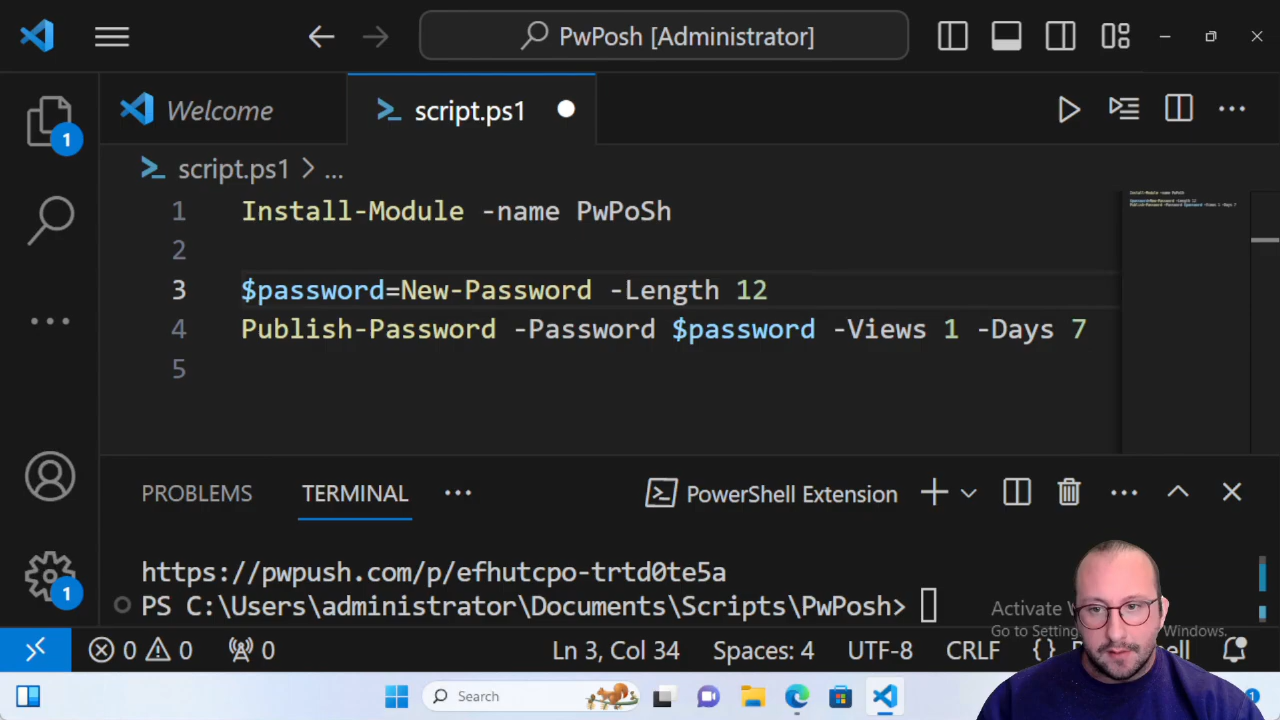 PwPosh [Administrator]
Welcome
script.ps1
1
script.ps1 > ...
1 Install-Module -name PwPoSh
2
3 $password=New-Password -Length 12
4 Publish-Password -Password $password -Views 1 -Days 7
5
PROBLEMS TERMINAL ... PowerShell Extension
https://pwpush.com/p/efhutcpo-trtd0te5a
PS C:\Users\administrator\Documents\Scripts\PwPosh>
1
Activate
Go to Setting Windows.
0 0 0 Ln 3, Col 34 Spaces: 4 UTF-8 CRLF { }
Search
1